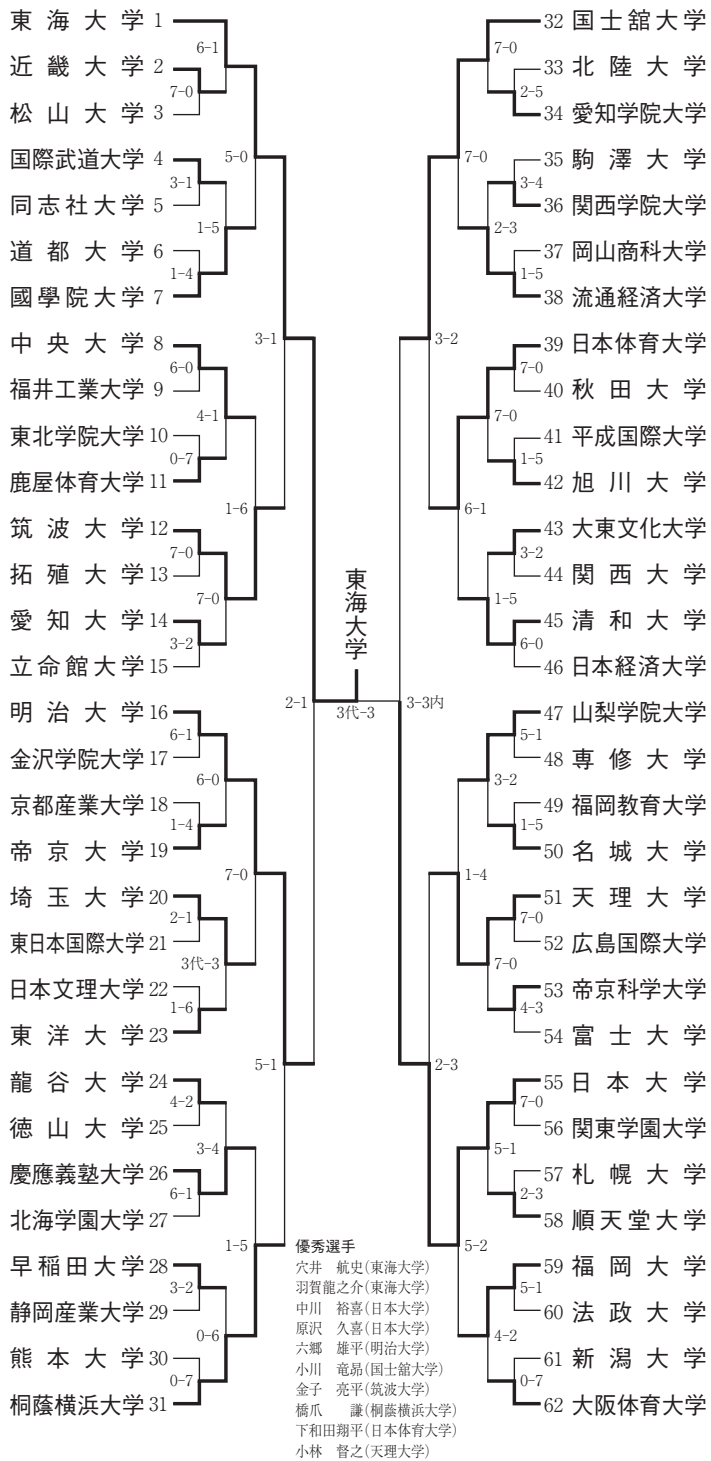 東海大学 1
6-1
近畿大学 2
7-0
松山大学 3
5-0
国際武道大学 4
3-1
同志社大学 5
1-5
道都大学 6
1-4
國學院大学 7
3-1
中央大学 8
6-0
福井工業大学 9
4-1
東北学院大学 10
0-7
鹿屋体育大学 11
1-6
筑波大学 12
7-0
拓殖大学 13
7-0
愛知大学 14
3-2
立命館大学 15
2-1
明治大学 16
6-1
金沢学院大学 17
6-0
京都産業大学 18
1-4
帝京大学 19
7-0
埼玉大学 20
2-1
東日本国際大学 21
3代-3
日本文理大学 22
1-6
東洋大学 23
5-1
龍谷大学 24
4-2
徳山大学 25
3-4
慶應義塾大学 26
6-1
北海学園大学 27
1-5
早稲田大学 28
3-2
静岡産業大学 29
0-6
熊本大学 30
0-7
桐蔭横浜大学 31
東海大学
3代-3
32 国士舘大学
7-0
33 北陸大学
2-5
34 愛知学院大学
7-0
35 駒澤大学
3-4
36 関西学院大学
2-3
37 岡山商科大学
1-5
38 流通経済大学
3-2
39 日本体育大学
7-0
40 秋田大学
7-0
41 平成国際大学
1-5
42 旭川大学
6-1
43 大東文化大学
3-2
44 関西大学
1-5
45 清和大学
6-0
46 日本経済大学
3-3内
47 山梨学院大学
5-1
48 専修大学
3-2
49 福岡教育大学
1-5
50 名城大学
1-4
51 天理大学
7-0
52 広島国際大学
7-0
53 帝京科学大学
4-3
54 富士大学
2-3
55 日本大学
7-0
56 関東学園大学
5-1
57 札幌大学
2-3
58 順天堂大学
5-2
59 福岡大学
5-1
60 法政大学
4-2
61 新潟大学
0-7
62 大阪体育大学
優秀選手
穴井 航史(東海大学)
羽賀龍之介(東海大学)
中川 裕喜(日本大学)
原沢 久喜(日本大学)
六郷 雄平(明治大学)
小川 竜昂(国士舘大学)
金子 亮平(筑波大学)
橋爪 謙(桐蔭横浜大学)
下和田翔平(日本体育大学)
小林 督之(天理大学)